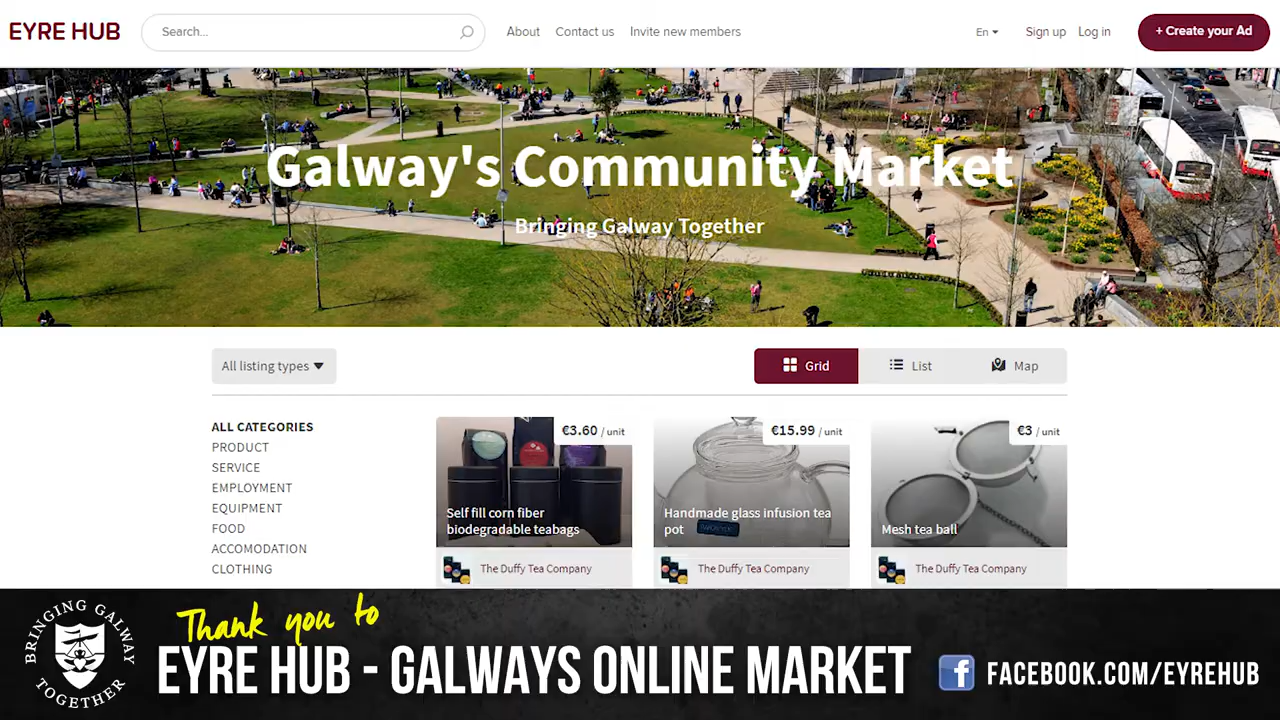 EYRE HUB
Search...
About
Contact us
Invite new members
En
Sign up
Log in
+ Create your Ad
Galway's Community Market
Bringing Galway Together
All listing types
Grid
List
Map
ALL CATEGORIES
PRODUCT
SERVICE
EMPLOYMENT
EQUIPMENT
FOOD
ACCOMODATION
CLOTHING
€3.60 / unit
Self fill corn fiber
biodegradable teabags
The Duffy Tea Company
€15.99 / unit
Handmade glass infusion tea
pot
The Duffy Tea Company
€3 / unit
Mesh tea ball
The Duffy Tea Company
BRINGING GALWAY
TOGETHER
Thank you to
EYRE HUB - GALWAYS ONLINE MARKET
f
FACEBOOK.COM/EYREHUB